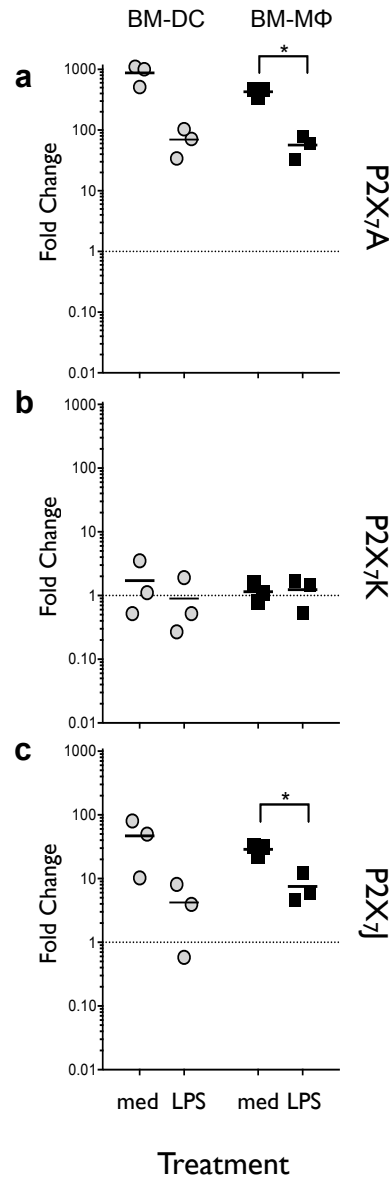 BM-DC BM-MΦ
a
*
1000
100
10
1
0.10
0.01
Fold Change
P2X₇A
b
1000
100
10
1
0.1
0.01
Fold Change
P2X₇K
c
*
1000
100
10
1
0.10
0.01
Fold Change
P2X₇J
med LPS med LPS
Treatment